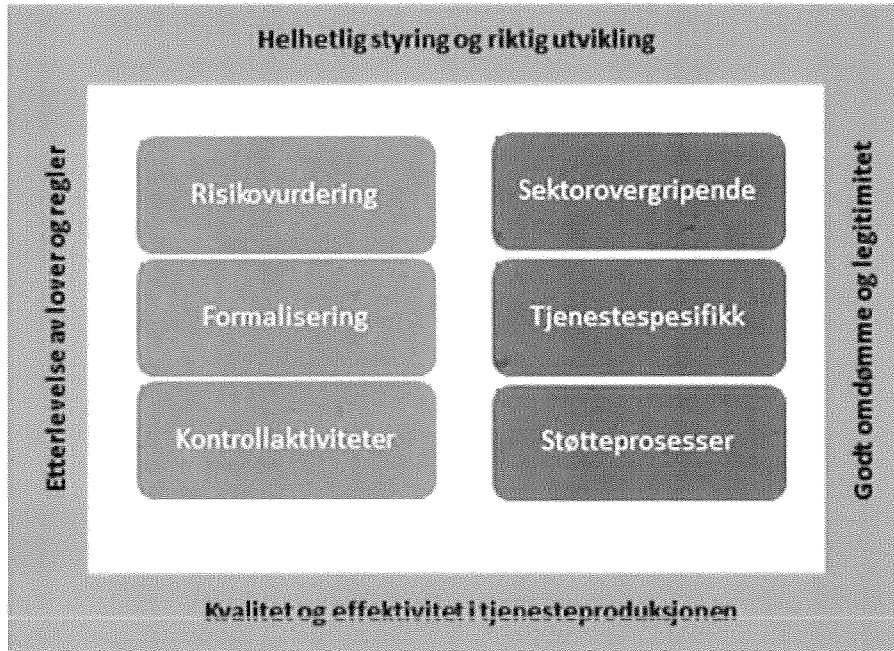 Helhetlig styring og riktig utvikling
Etterlevelse av lover og regler
Risikovurdering
Formalisering
Kontrollaktiviteter
Sektorovergripende
Tjenestespesifikk
Støtteprosesser
Godt omdømme og legitimitet
Kvalitet og effektivitet i tjenesteproduksjonen